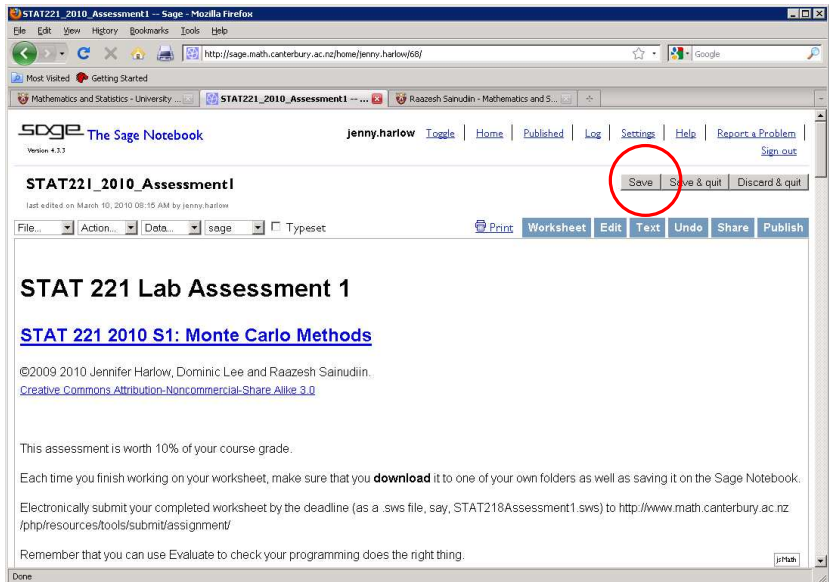 STAT221_2010_Assessment1 -- Sage - Mozilla Firefox
File Edit View History Bookmarks Tools Help
http://sage.math.canterbury.ac.nz/home/jenny.harlow/68/ Google
Most Visited Getting Started
Mathematics and Statistics - University ... STAT221_2010_Assessment1 -- ... Raazesh Sainudiin - Mathematics and S...
sage The Sage Notebook jenny.harlow Toggle Home Published Log Settings Help Report a Problem
Version 4.3.3 Sign out
STAT221_2010_Assessment1 Save Save & quit Discard & quit
last edited on March 10, 2010 08:15 AM by jenny.harlow
File... Action... Data... sage Typeset Print Worksheet Edit Text Undo Share Publish
STAT 221 Lab Assessment 1
STAT 221 2010 S1: Monte Carlo Methods
©2009 2010 Jennifer Harlow, Dominic Lee and Raazesh Sainudiin.
Creative Commons Attribution-Noncommercial-Share Alike 3.0
This assessment is worth 10% of your course grade.
Each time you finish working on your worksheet, make sure that you download it to one of your own folders as well as saving it on the Sage Notebook.
Electronically submit your completed worksheet by the deadline (as a .sws file, say, STAT218Assessment1.sws) to http://www.math.canterbury.ac.nz
/php/resources/tools/submit/assignment/
Remember that you can use Evaluate to check your programming does the right thing.
jsMath
Done